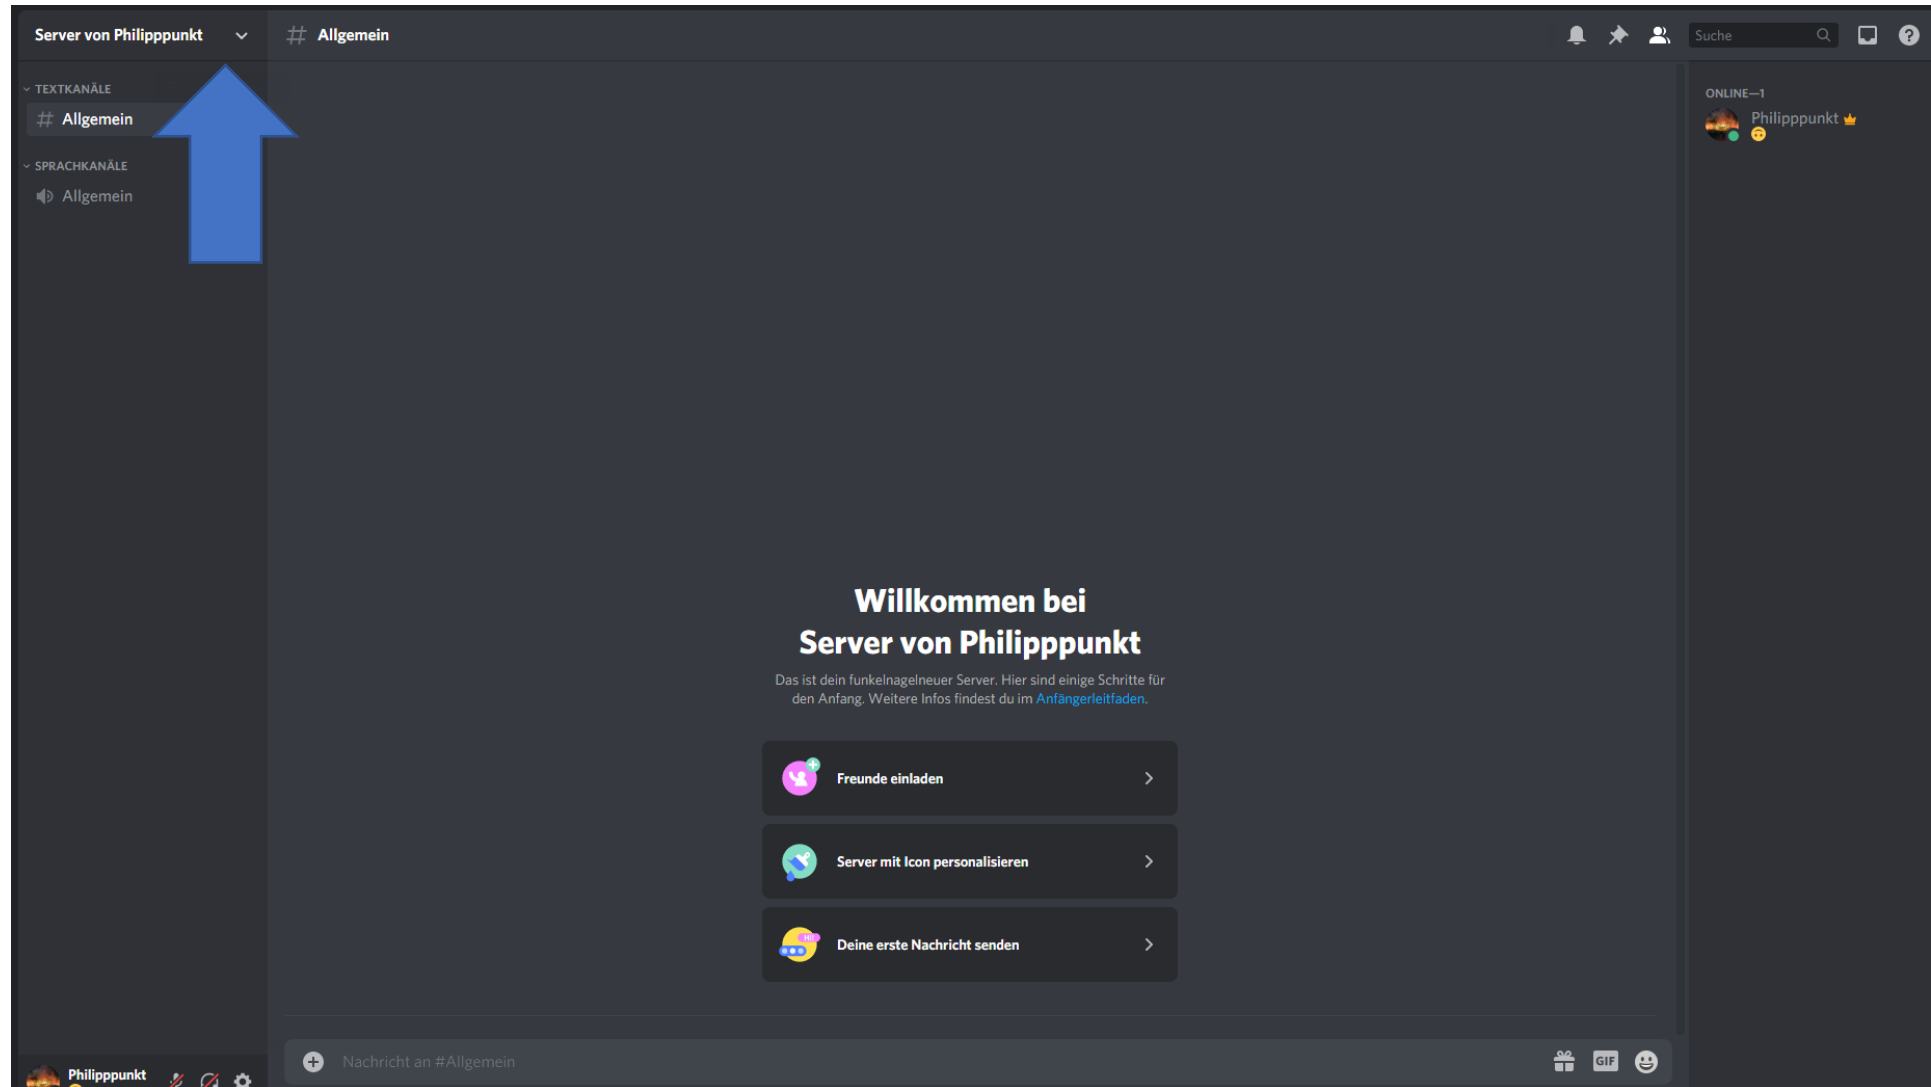 Server von Philipppunkt
Allgemein
Suche
TEXTKANÄLE
Allgemein
SPRACHKANÄLE
Allgemein
ONLINE—1
Philipppunkt
Willkommen bei
Server von Philipppunkt
Das ist dein funkelnagelneuer Server. Hier sind einige Schritte für
den Anfang. Weitere Infos findest du im Anfängerleitfaden.
Freunde einladen
Server mit Icon personalisieren
HI!
Deine erste Nachricht senden
Nachricht an #Allgemein
GIF
Philipppunkt